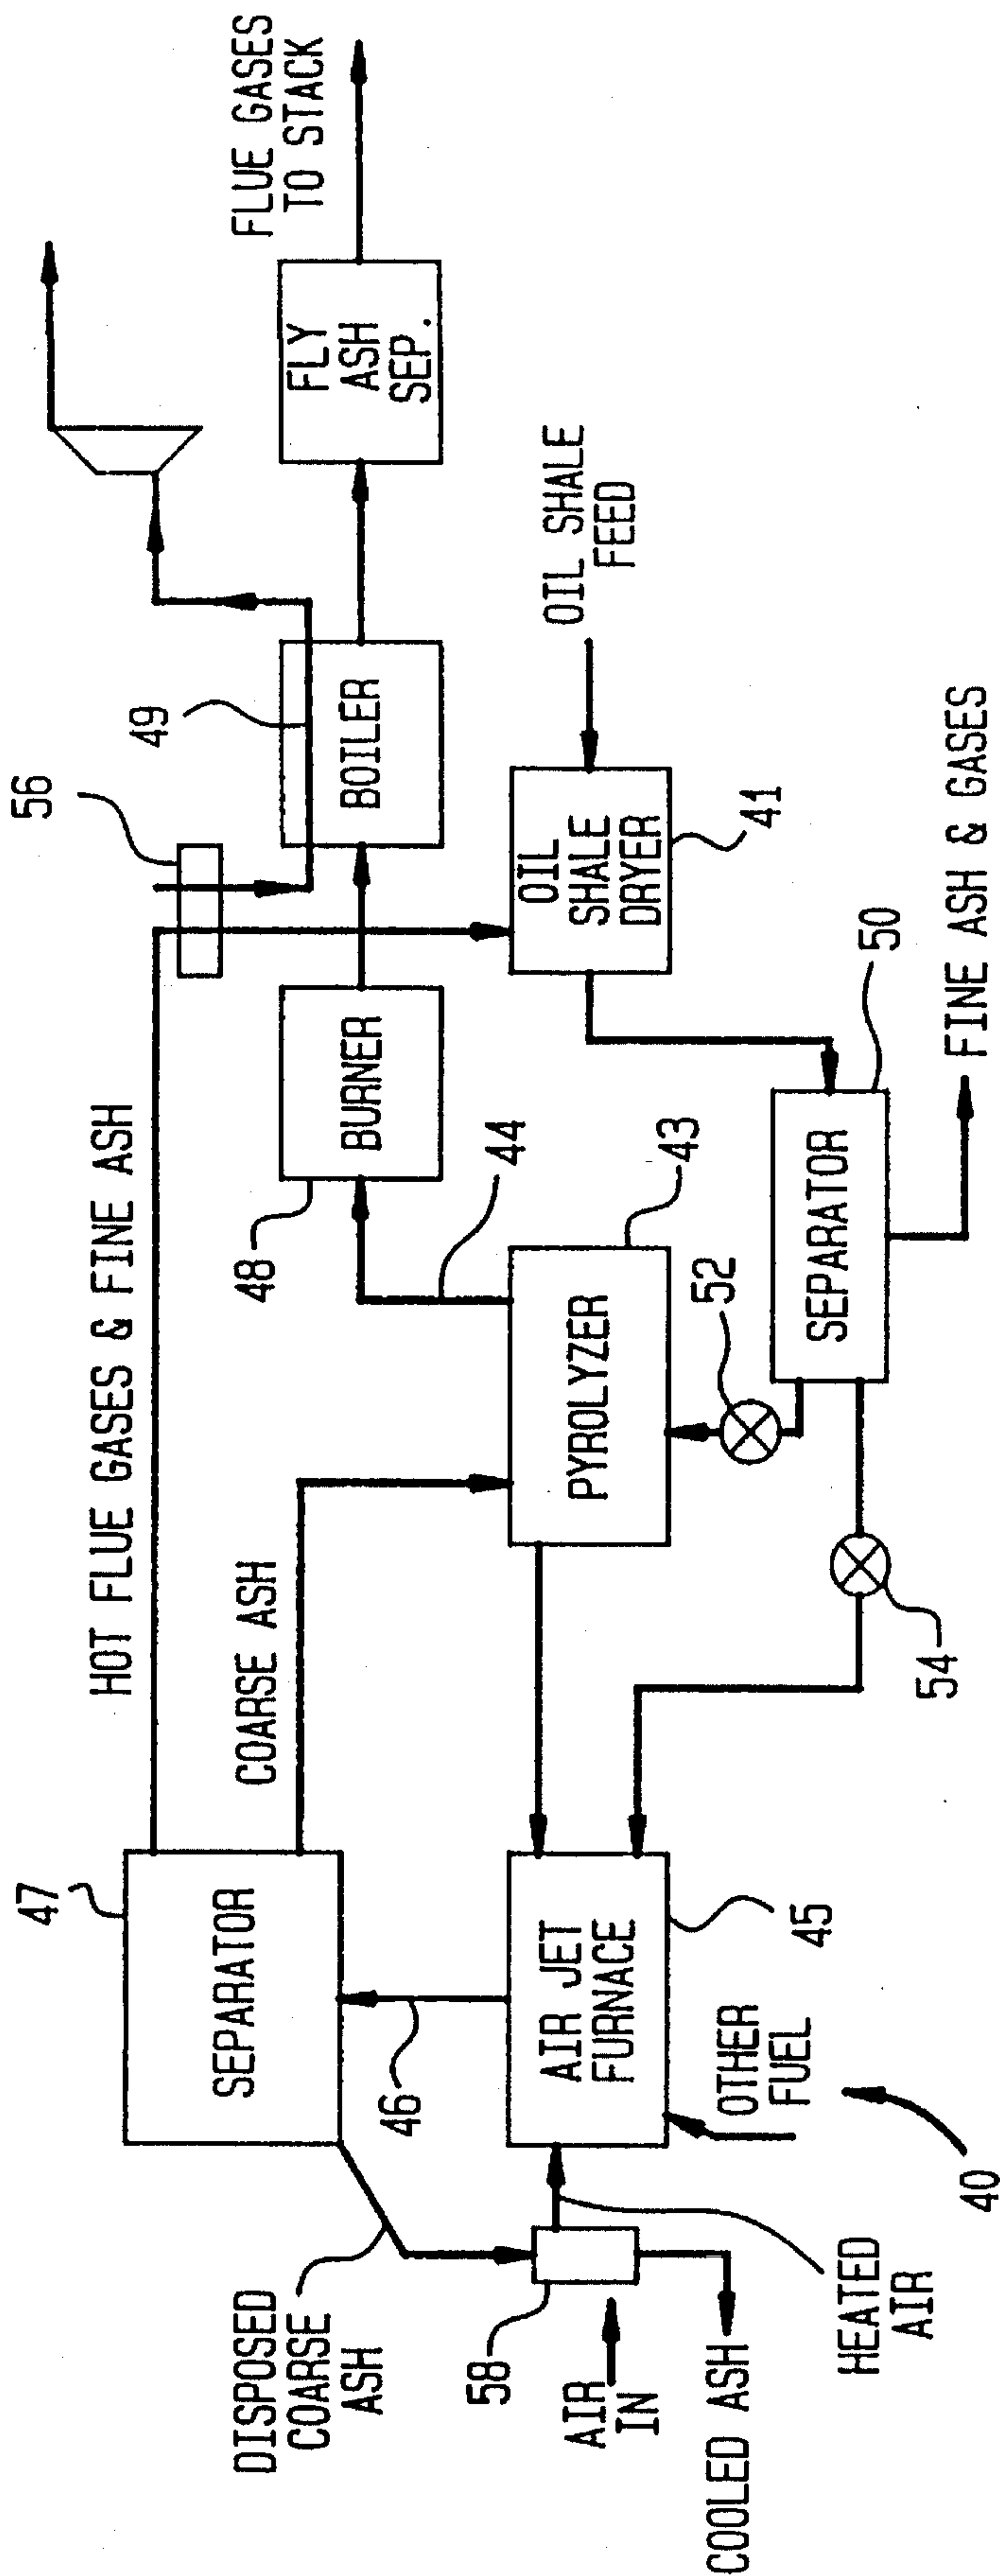 FLUE GASES
TO STACK
FLY
ASH
SEP.
56
49
BOILER
OIL SHALE
FEED
OIL
SHALE
DRYER
41
HOT FLUE GASES & FINE ASH
BURNER
48
44
50
FINE ASH & GASES
SEPARATOR
COARSE ASH
PYROLYZER
43
52
54
47
SEPARATOR
46
AIR JET
FURNACE
45
OTHER
FUEL
40
DISPOSED
COARSE
ASH
58
AIR
IN
HEATED
AIR
COOLED ASH